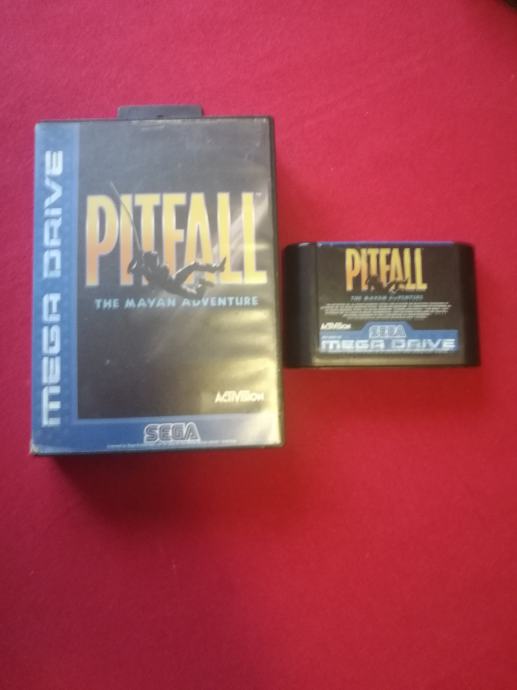 MEGA DRIVE
PITFALL
THE MAYAN ADVENTURE
ACTIVISION
SEGA
PITFALL
THE MAYAN ADVENTURE
ACTIVISION
SEGA
MEGA DRIVE